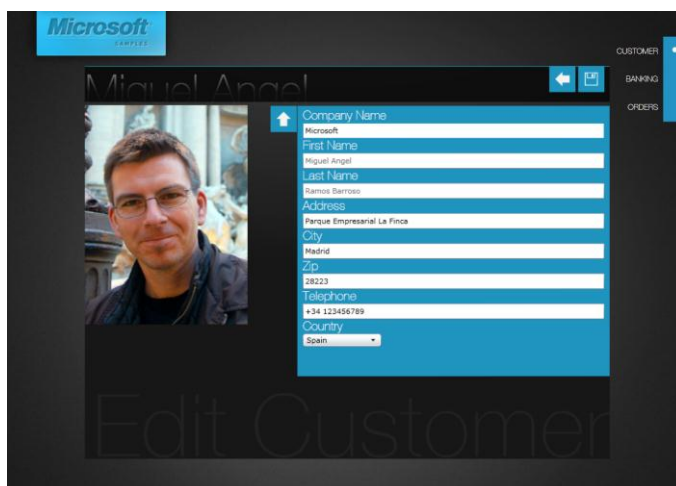 Microsoft
SAMPLES
CUSTOMER
BANKING
ORDERS
Miguel Angel
Company Name
Microsoft
First Name
Miguel Angel
Last Name
Ramos Barroso
Address
Parque Empresarial La Finca
City
Madrid
Zip
28223
Telephone
+34 123456789
Country
Spain
Edit Customer